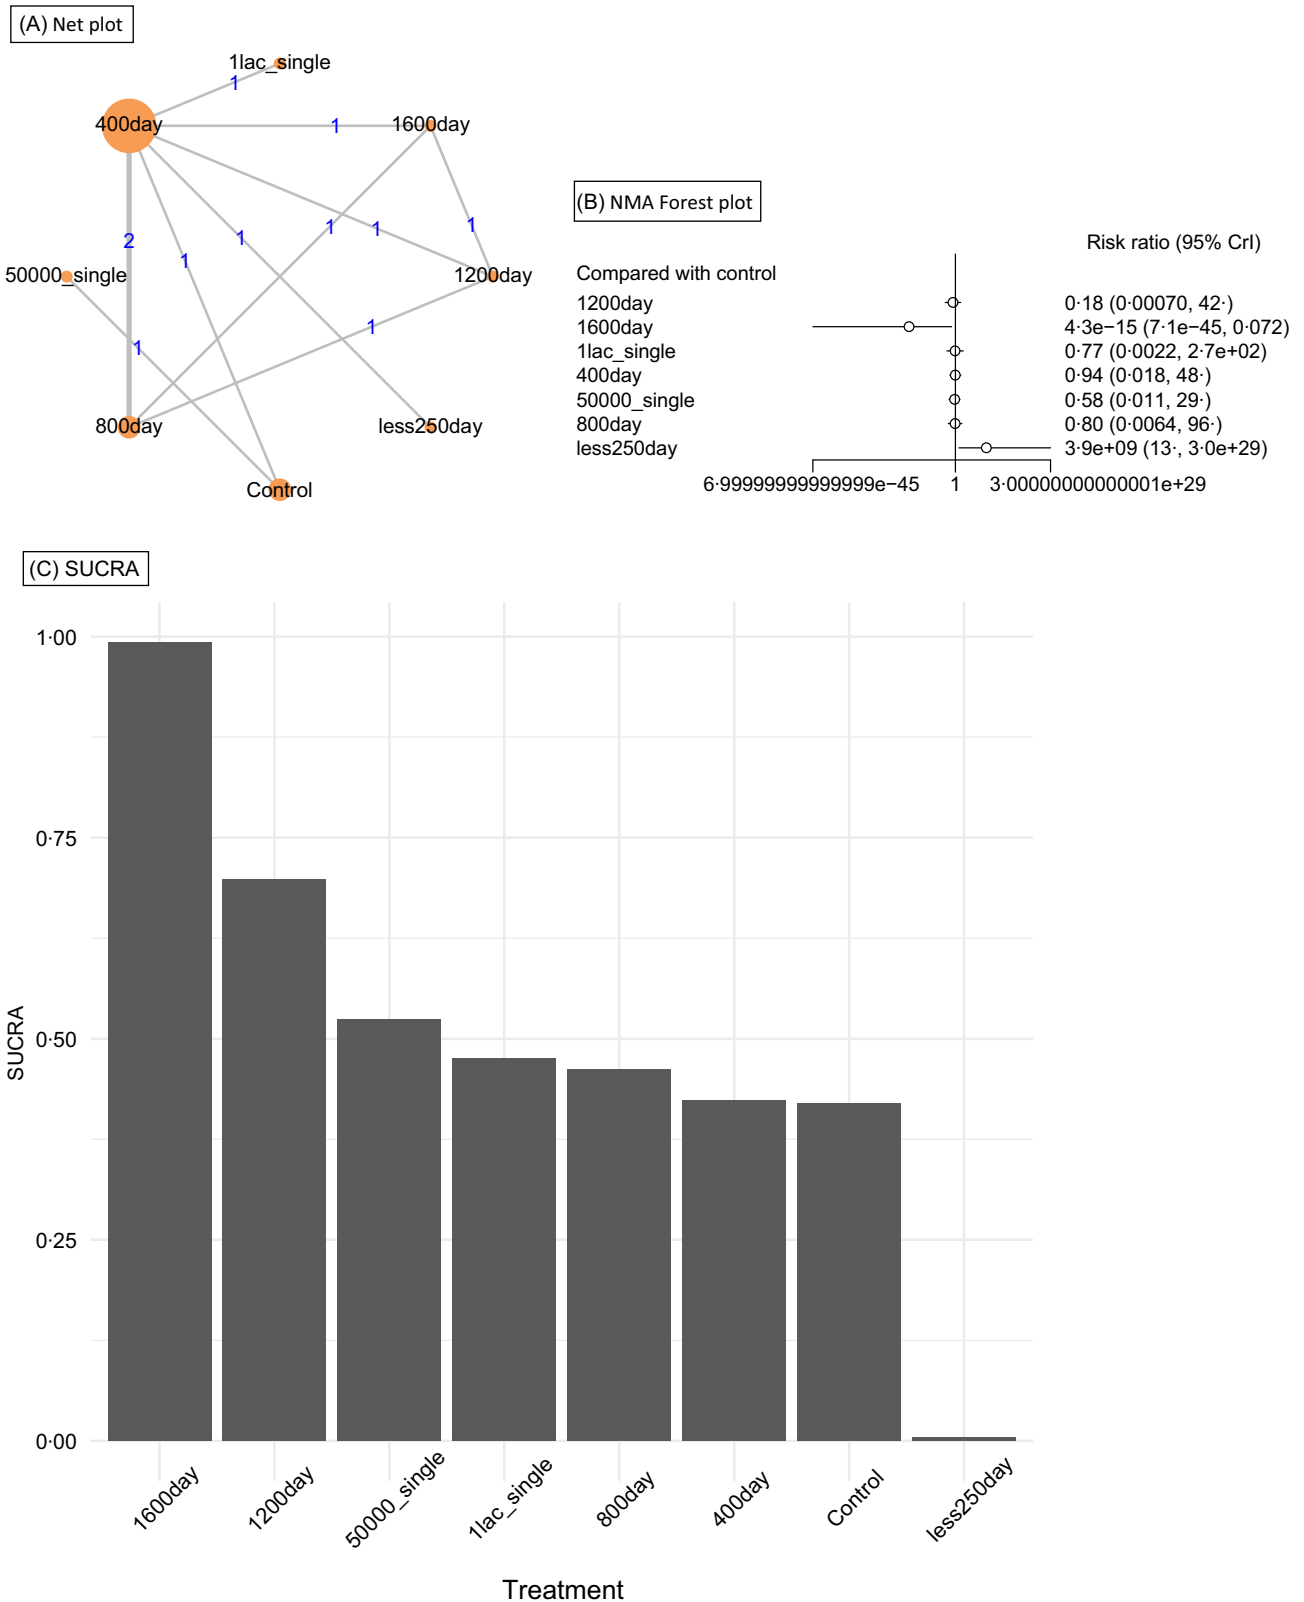 (A) Net plot
1lac_single
1
400day
1
1600day
2
1
1
1
1
1
50000_single
1200day
1
1
800day
less250day
Control
(B) NMA Forest plot
Risk ratio (95% CrI)
Compared with control
1200day 0·18 (0·00070, 42·)
1600day 4·3e−15 (7·1e−45, 0·072)
1lac_single 0·77 (0·0022, 2·7e+02)
400day 0·94 (0·018, 48·)
50000_single 0·58 (0·011, 29·)
800day 0·80 (0·0064, 96·)
less250day 3·9e+09 (13·, 3·0e+29)
6·99999999999999e−45 1 3·00000000000001e+29
(C) SUCRA
1·00
0·75
0·50
0·25
0·00
SUCRA
1600day
1200day
50000_single
1lac_single
800day
400day
Control
less250day
Treatment